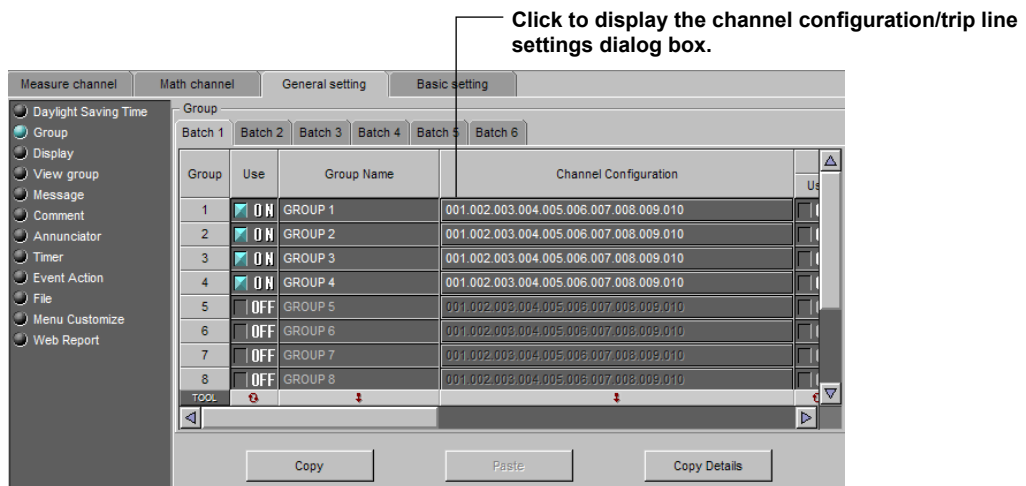 Click to display the channel configuration/trip line
settings dialog box.
Measure channel Math channel General setting Basic setting
Daylight Saving Time
Group
Display
View group
Message
Comment
Annunciator
Timer
Event Action
File
Menu Customize
Web Report
Group
Batch 1 Batch 2 Batch 3 Batch 4 Batch 5 Batch 6
Group Use Group Name Channel Configuration
1 ON GROUP 1 001.002.003.004.005.006.007.008.009.010
2 ON GROUP 2 001.002.003.004.005.006.007.008.009.010
3 ON GROUP 3 001.002.003.004.005.006.007.008.009.010
4 ON GROUP 4 001.002.003.004.005.006.007.008.009.010
5 OFF GROUP 5 001.002.003.004.005.006.007.008.009.010
6 OFF GROUP 6 001.002.003.004.005.006.007.008.009.010
7 OFF GROUP 7 001.002.003.004.005.006.007.008.009.010
8 OFF GROUP 8 001.002.003.004.005.006.007.008.009.010
TOOL
Copy Paste Copy Details